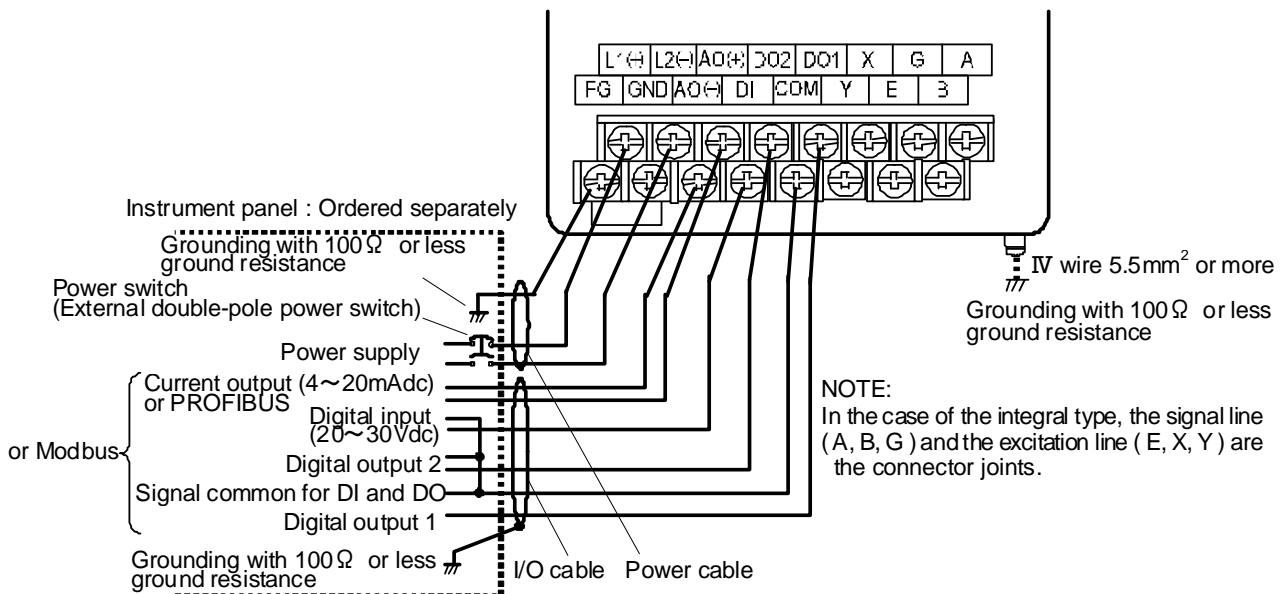 L1(+) L2(-) AO(+) DO2 DO1 X G A
FG GND AO(-) DI COM Y E B
Instrument panel : Ordered separately
Grounding with 100Ω or less
ground resistance
Power switch
(External double-pole power switch)
Power supply
Current output (4～20mAdc)
or PROFIBUS
Digital input
(20～30Vdc)
or Modbus
Digital output 2
Signal common for DI and DO
Digital output 1
Grounding with 100Ω or less
ground resistance
I/O cable
Power cable
IV wire 5.5mm² or more
Grounding with 100Ω or less
ground resistance
NOTE:
In the case of the integral type, the signal line
( A, B, G ) and the excitation line ( E, X, Y ) are
the connector joints.